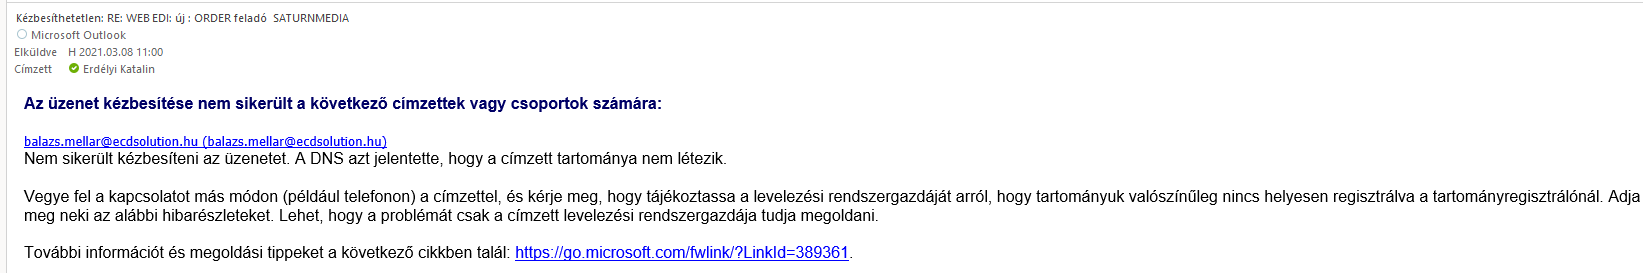 Kézbesíthetetlen: RE: WEB EDI: új : ORDER feladó  SATURNMEDIA
Microsoft Outlook
Elküldve H 2021.03.08 11:00
Címzett Erdélyi Katalin
Az üzenet kézbesítése nem sikerült a következő címzettek vagy csoportok számára:
balazs.mellar@ecdsolution.hu (balazs.mellar@ecdsolution.hu)
Nem sikerült kézbesíteni az üzenetet. A DNS azt jelentette, hogy a címzett tartománya nem létezik.
Vegye fel a kapcsolatot más módon (például telefonon) a címzettel, és kérje meg, hogy tájékoztassa a levelezési rendszergazdáját arról, hogy tartományuk valószínűleg nincs helyesen regisztrálva a tartományregisztrálónál. Adja
meg neki az alábbi hibarészleteket. Lehet, hogy a problémát csak a címzett levelezési rendszergazdája tudja megoldani.
További információt és megoldási tippeket a következő cikkben talál: https://go.microsoft.com/fwlink/?LinkId=389361.